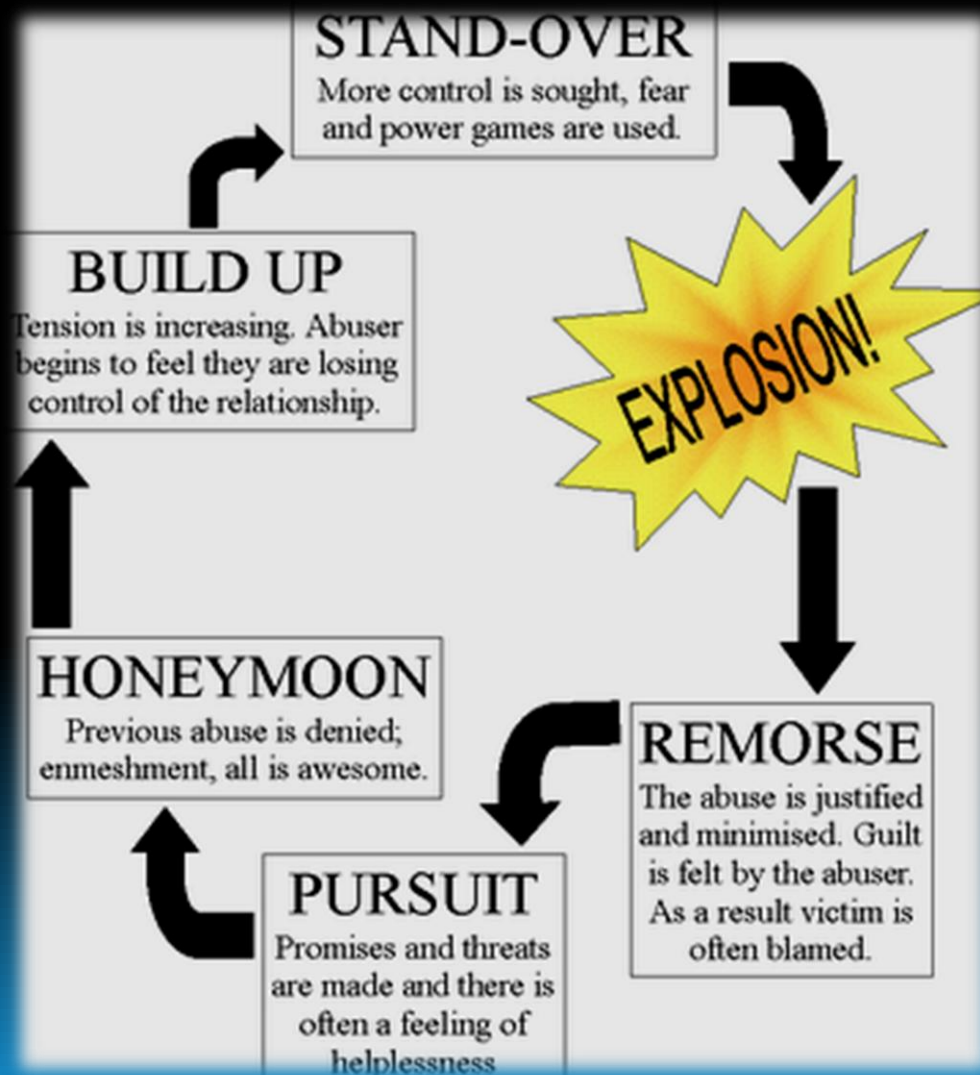 STAND-OVER
More control is sought, fear
and power games are used.
BUILD UP
Tension is increasing. Abuser
begins to feel they are losing
control of the relationship.
EXPLOSION!
HONEYMOON
Previous abuse is denied;
enmeshment, all is awesome.
REMORSE
The abuse is justified
and minimised. Guilt
is felt by the abuser.
As a result victim is
often blamed.
PURSUIT
Promises and threats
are made and there is
often a feeling of
helplessness